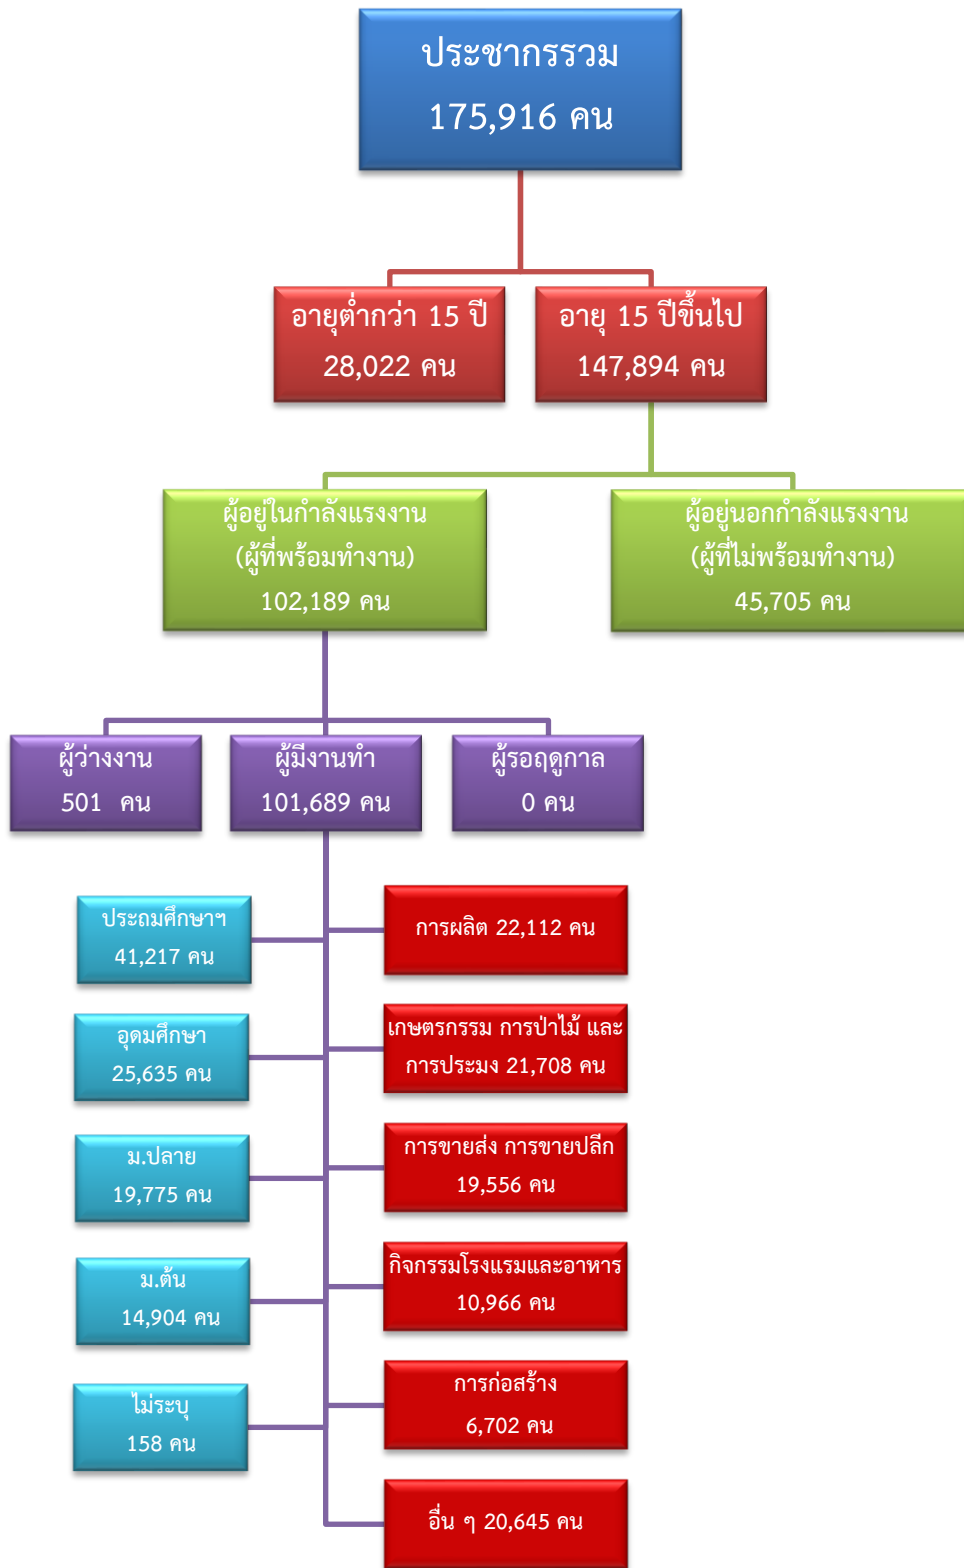 ประชากรรวม
175,916 คน
อายุต่ำกว่า 15 ปี
28,022 คน
อายุ 15 ปีขึ้นไป
147,894 คน
ผู้อยู่ในกำลังแรงงาน
(ผู้ที่พร้อมทำงาน)
102,189 คน
ผู้อยู่นอกกำลังแรงงาน
(ผู้ที่ไม่พร้อมทำงาน)
45,705 คน
ผู้ว่างงาน
501 คน
ผู้มีงานทำ
101,689 คน
ผู้รอฤดูกาล
0 คน
ประถมศึกษาฯ
41,217 คน
อุดมศึกษา
25,635 คน
ม.ปลาย
19,775 คน
ม.ต้น
14,904 คน
ไม่ระบุ
158 คน
การผลิต 22,112 คน
เกษตรกรรม การป่าไม้ และ
การประมง 21,708 คน
การขายส่ง การขายปลีก
19,556 คน
กิจกรรมโรงแรมและอาหาร
10,966 คน
การก่อสร้าง
6,702 คน
อื่น ๆ 20,645 คน